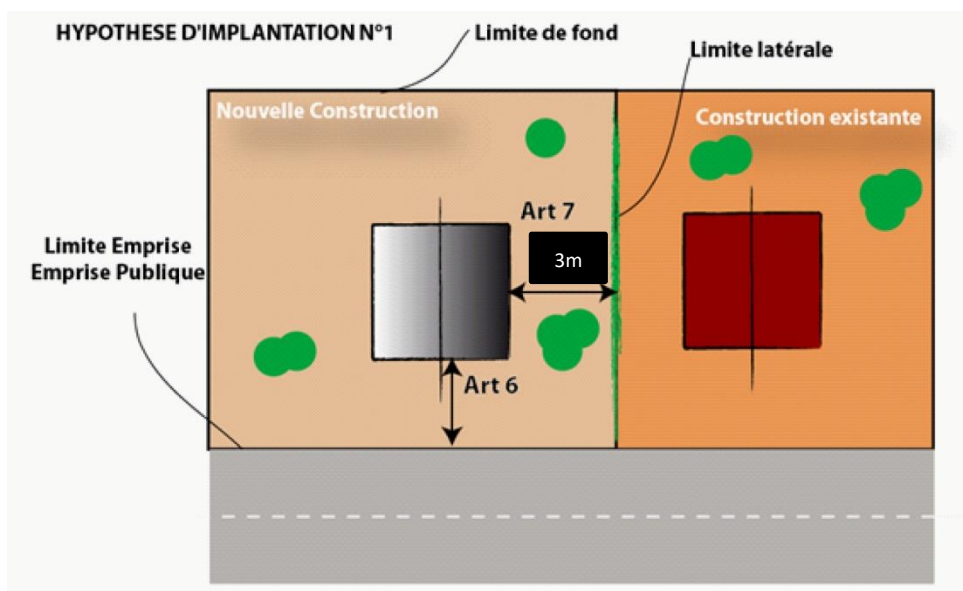 HYPOTHESE D'IMPLANTATION N°1
Limite de fond
Limite latérale
Nouvelle Construction
Construction existante
Art 7
Limite Emprise
Emprise Publique
3m
Art 6